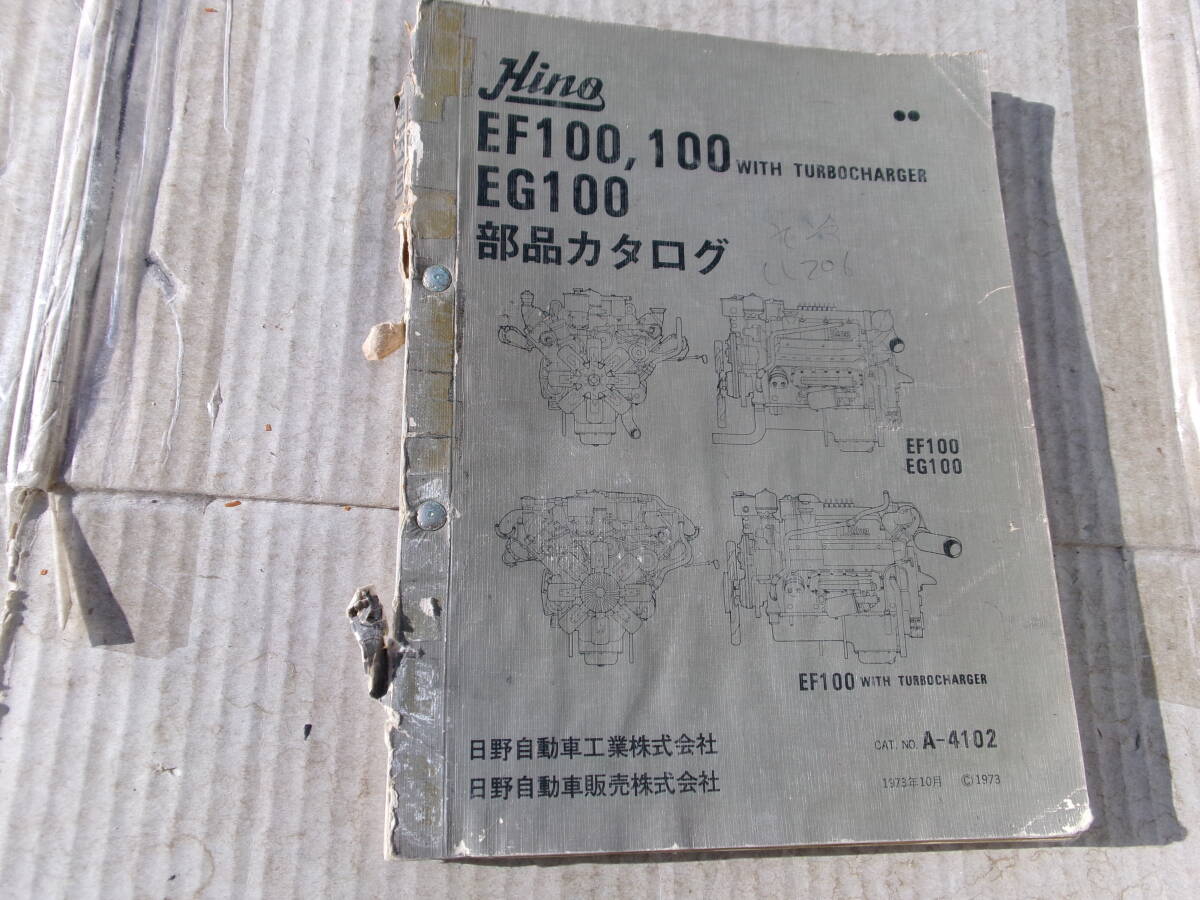 Hino
EF100, 100 WITH TURBOCHARGER
EG100
部品カタログ
EF100
EG100
EF100 WITH TURBOCHARGER
日野自動車工業株式会社
日野自動車販売株式会社
CAT. NO. A-4102
1973年10月 ©1973